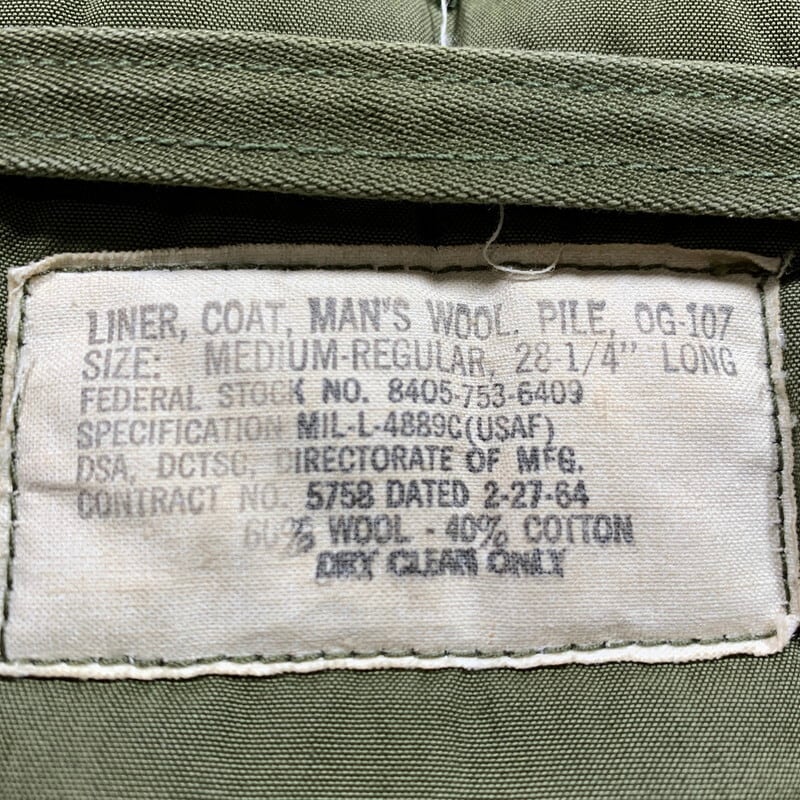 LINER, COAT, MAN"S WOOL. PILE, OG-107
SIZE: MEDIUM-REGULAR, 28-1/4" LONG
FEDERAL STOCK NO. 8405-753-6409
SPECIFICATION MIL-L-4889C(USAF)
DSA, DCTSC, DIRECTORATE OF MFG.
CONTRACT NO. 5758 DATED 2-27-64
60% WOOL - 40% COTTON
DRY CLEAN ONLY